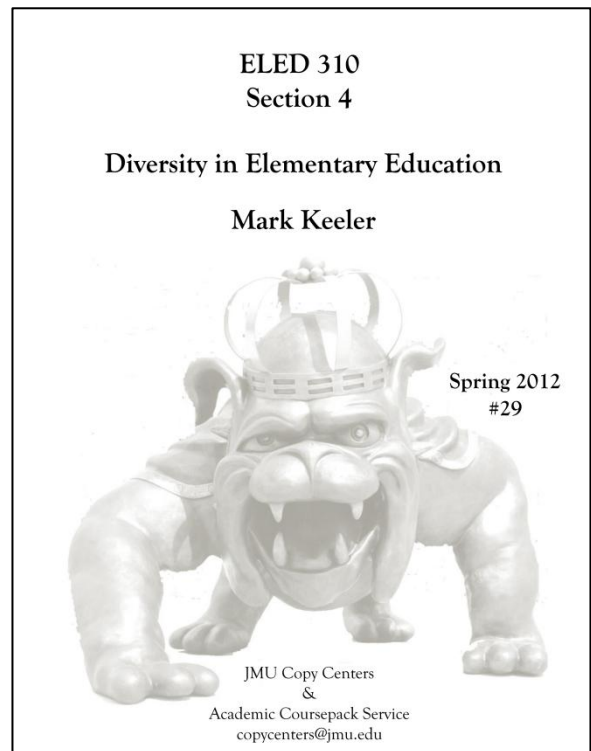 ELED 310
Section 4
Diversity in Elementary Education
Mark Keeler
Spring 2012
#29
JMU Copy Centers
&
Academic Coursepack Service
copycenters@jmu.edu